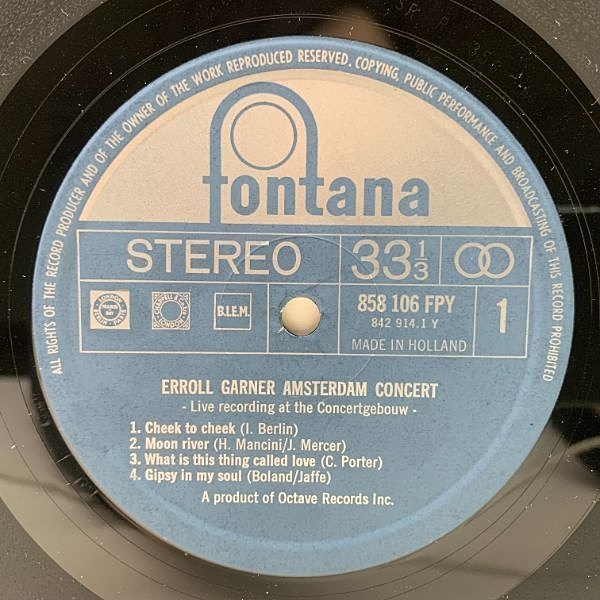 ALL RIGHTS OF THE RECORD PRODUCER AND OF THE OWNER OF THE WORK REPRODUCED RESERVED. COPYING, PUBLIC PERFORMANCE AND BROADCASTING OF THIS RECORD PROHIBITED
fontana
STEREO 33 1/3
B.I.E.M.
858 106 FPY 1
842 914.1 Y
MADE IN HOLLAND
ERROLL GARNER AMSTERDAM CONCERT
- Live recording at the Concertgebouw -
1. Cheek to cheek (I. Berlin)
2. Moon river (H. Mancini/J. Mercer)
3. What is this thing called love (C. Porter)
4. Gipsy in my soul (Boland/Jaffe)
A product of Octave Records Inc.